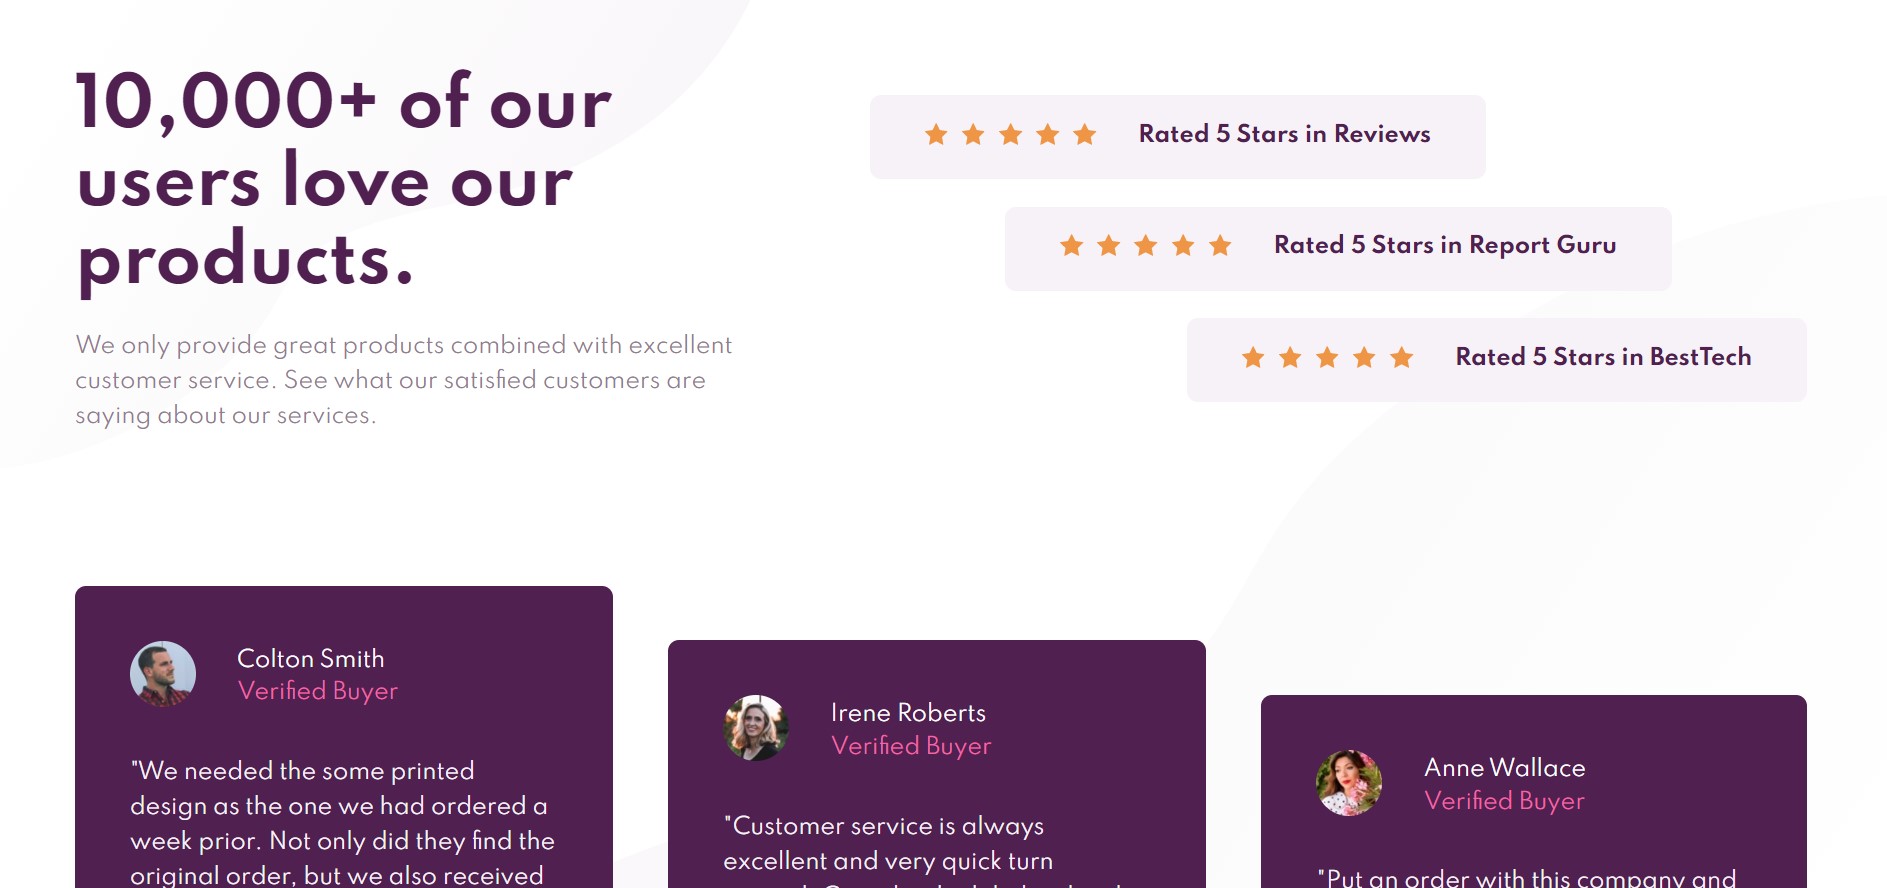 10,000+ of our
users love our
products.
We only provide great products combined with excellent
customer service. See what our satisfied customers are
saying about our services.
Rated 5 Stars in Reviews
Rated 5 Stars in Report Guru
Rated 5 Stars in BestTech
Colton Smith
Verified Buyer
"We needed the some printed
design as the one we had ordered a
week prior. Not only did they find the
original order, but we also received
Irene Roberts
Verified Buyer
"Customer service is always
excellent and very quick turn
Anne Wallace
Verified Buyer
"Put an order with this company and